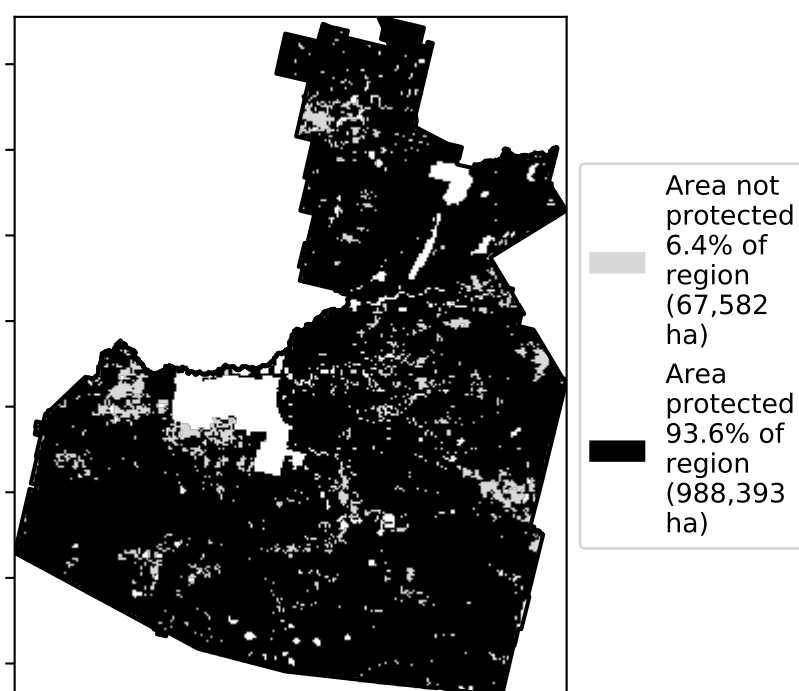 Area not
protected
6.4% of
region
(67,582
ha)
Area
protected
93.6% of
region
(988,393
ha)